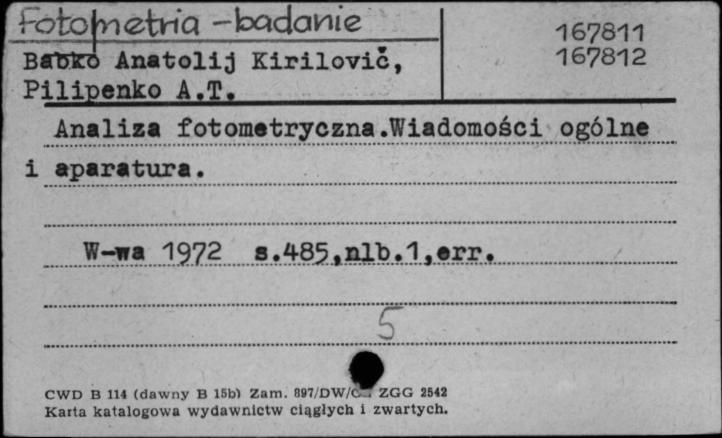 Fotometria - badanie
167811
Babko Anatolij Kirilovič,
167812
Pilipenko A.T.
Analiza fotometryczna.Wiadomości ogólne
i aparatura.
W-wa 1972 s.485,nlb.1,err.
5
CWD B 114 (dawny B 15b) Zam. 897/DW/ ZGG 2542
Karta katalogowa wydawnictw ciągłych i zwartych.